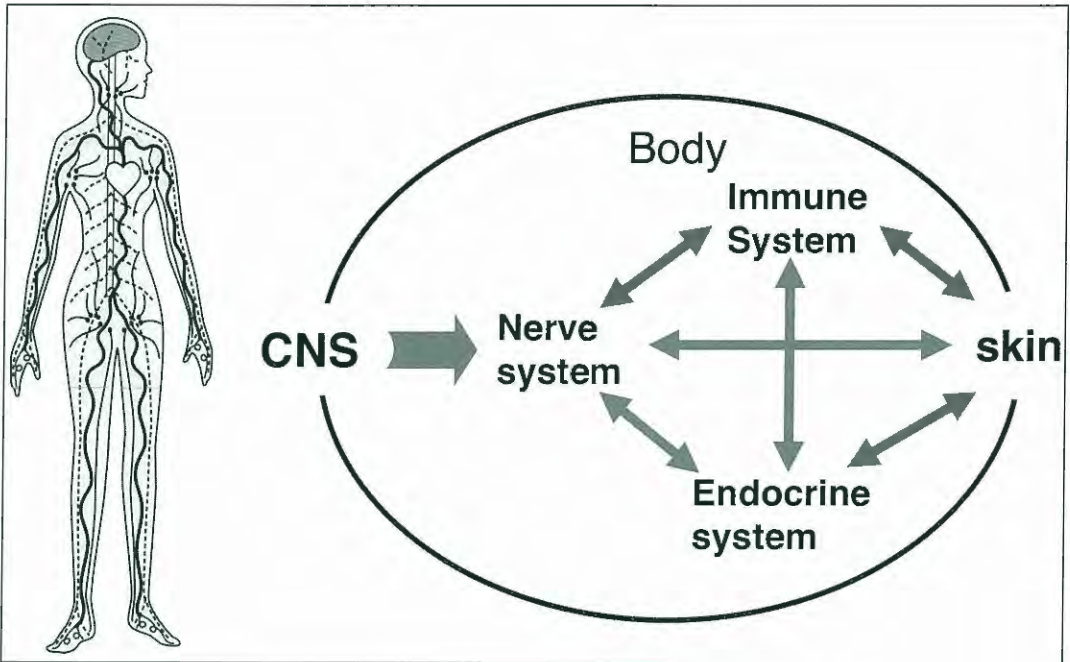 Body
Immune
System
CNS
Nerve
system
skin
Endocrine
system